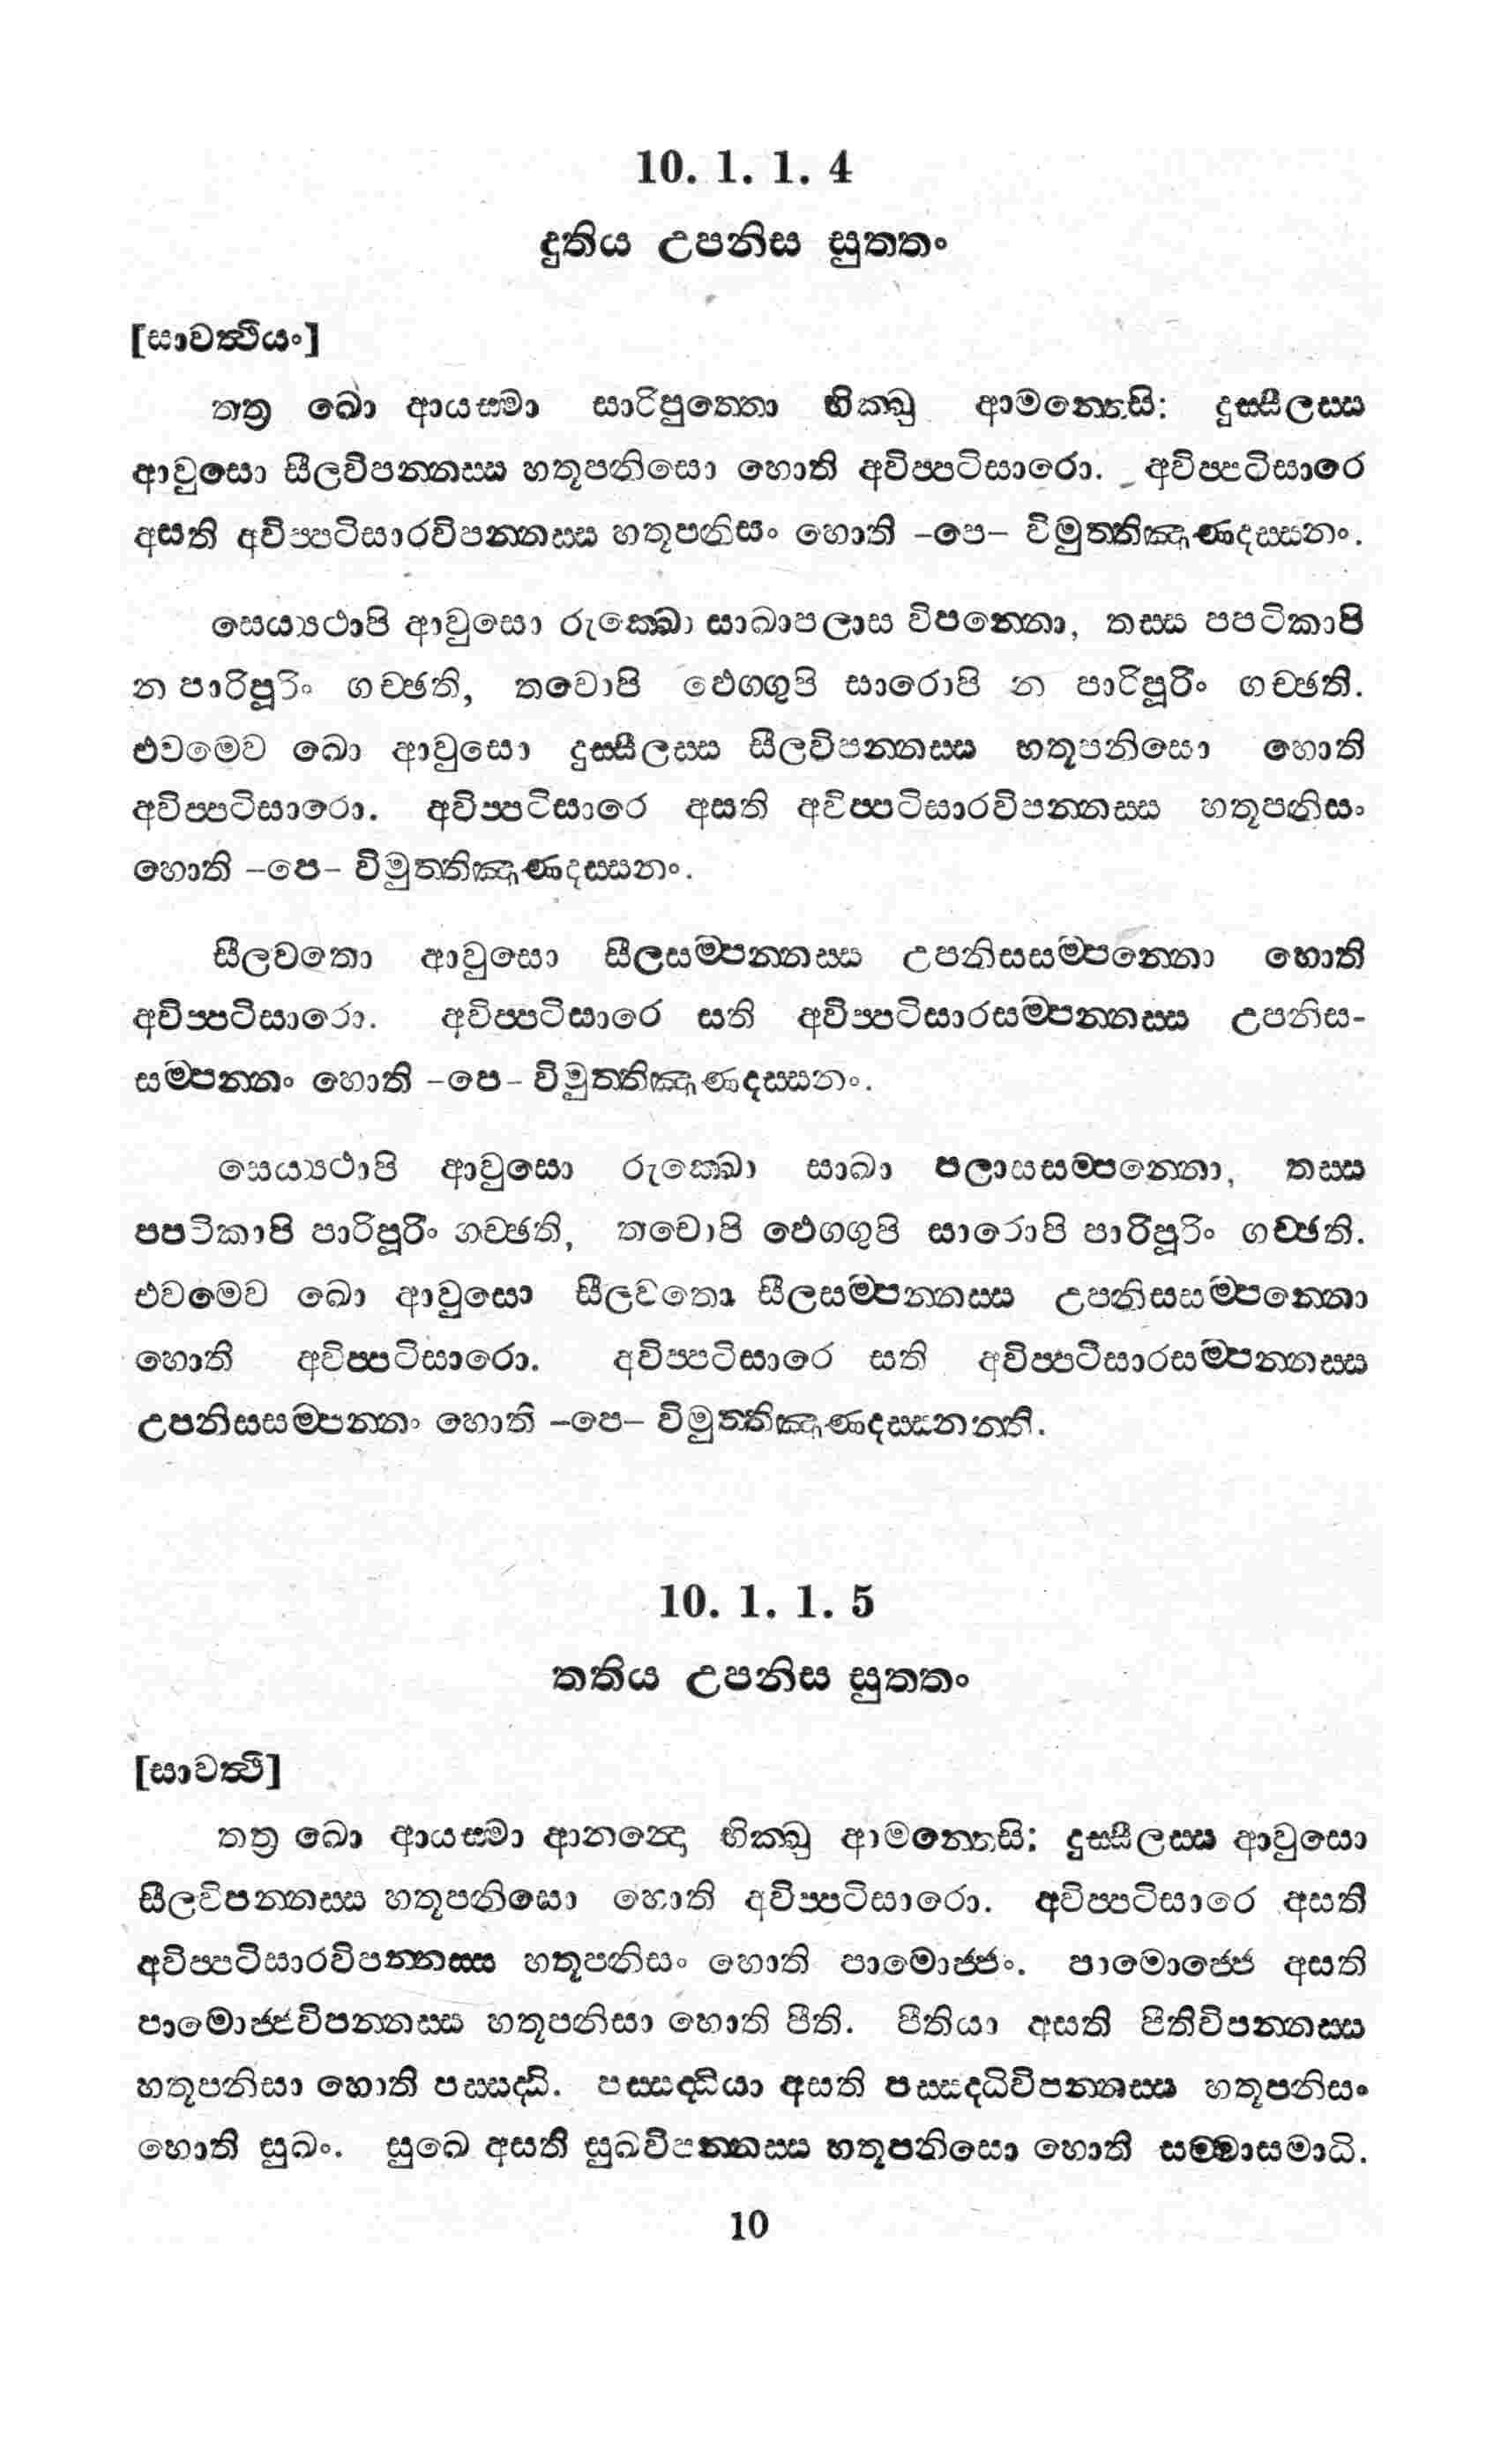 10. 1. 1. 4
දුතිය උපනිස සුත්තං
[සාවත්ථියං]
තත්‍ර ඛො ආයස්මා සාරිපුත්තො භික්ඛු ආමන්තෙසි: දුස්සීලස්ස
ආවුසො සීලවිපන්නස්ස හතූපනිසො හොති අවිප්පටිසාරො. අවිප්පටිසාරෙ
අසති අවිප්පටිසාරවිපන්නස්ස හතූපනිසං හොති -පෙ- විමුත්තිඤාණදස්සනං.
සෙය්‍යථාපි ආවුසො රුක්ඛො සාඛාපලාස විපන්නො, තස්ස පපටිකාපි
න පාරිපූරිං ගච්ඡති, තචොපි ඵෙග්ගුපි සාරොපි න පාරිපූරිං ගච්ඡති.
එවමෙව ඛො ආවුසො දුස්සීලස්ස සීලවිපන්නස්ස හතූපනිසො හොති
අවිප්පටිසාරො. අවිප්පටිසාරෙ අසති අවිප්පටිසාරවිපන්නස්ස හතූපනිසං
හොති -පෙ- විමුත්තිඤාණදස්සනං.
සීලවතො ආවුසො සීලසම්පන්නස්ස උපනිසසම්පන්නො හොති
අවිප්පටිසාරො. අවිප්පටිසාරෙ සති අවිප්පටිසාරසම්පන්නස්ස උපනිස-
සම්පන්නං හොති -පෙ- විමුත්තිඤාණදස්සනං.
සෙය්‍යථාපි ආවුසො රුක්ඛො සාඛා පලාසසම්පන්නො, තස්ස
පපටිකාපි පාරිපූරිං ගච්ඡති, තචොපි ඵෙග්ගුපි සාරොපි පාරිපූරිං ගච්ඡති.
එවමෙව ඛො ආවුසො සීලවතො සීලසම්පන්නස්ස උපනිසසම්පන්නො
හොති අවිප්පටිසාරො. අවිප්පටිසාරෙ සති අවිප්පටිසාරසම්පන්නස්ස
උපනිසසම්පන්නං හොති -පෙ- විමුත්තිඤාණදස්සනන්ති.
10. 1. 1. 5
තතිය උපනිස සුත්තං
[සාවත්ථි]
තත්‍ර ඛො ආයස්මා ආනන්දො භික්ඛු ආමන්තෙසි: දුස්සීලස්ස ආවුසො
සීලවිපන්නස්ස හතූපනිසො හොති අවිප්පටිසාරො. අවිප්පටිසාරෙ අසති
අවිප්පටිසාරවිපන්නස්ස හතූපනිසං හොති පාමොජ්ජං. පාමොජ්ජෙ අසති
පාමොජ්ජවිපන්නස්ස හතූපනිසා හොති පීති. පීතියා අසති පීතිවිපන්නස්ස
හතූපනිසා හොති පස්සද්ධි. පස්සද්ධියා අසති පස්සද්ධිවිපන්නස්ස හතූපනිසං
හොති සුඛං. සුඛෙ අසති සුඛවිපන්නස්ස හතූපනිසො හොති සම්මාසමාධි.
10